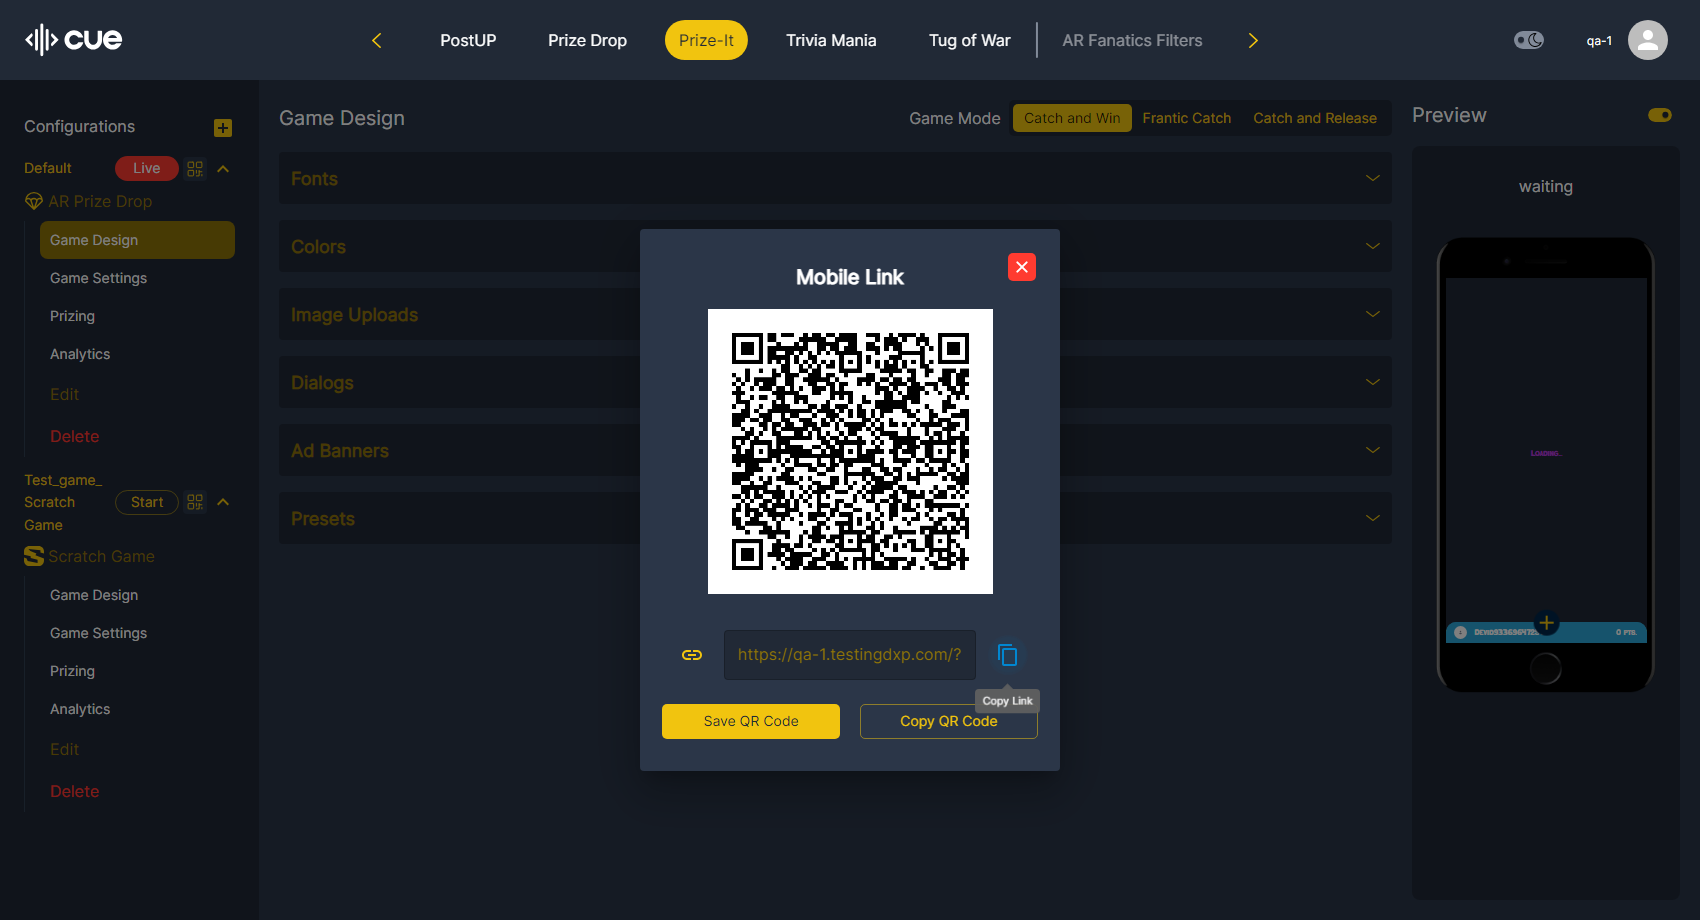 cue
PostUP
Prize Drop
Prize-It
Trivia Mania
Tug of War
AR Fanatics Filters
qa-1
Configurations
Default
Live
AR Prize Drop
Game Design
Game Settings
Prizing
Analytics
Edit
Delete
Test_game_
Scratch
Game
Start
Scratch Game
Game Design
Game Settings
Prizing
Analytics
Edit
Delete
Game Design
Game Mode
Catch and Win
Frantic Catch
Catch and Release
Fonts
Colors
Image Uploads
Dialogs
Ad Banners
Presets
Mobile Link
https://qa-1.testingdxp.com/?
Copy Link
Save QR Code
Copy QR Code
Preview
waiting
LOADING..
0 PTS.